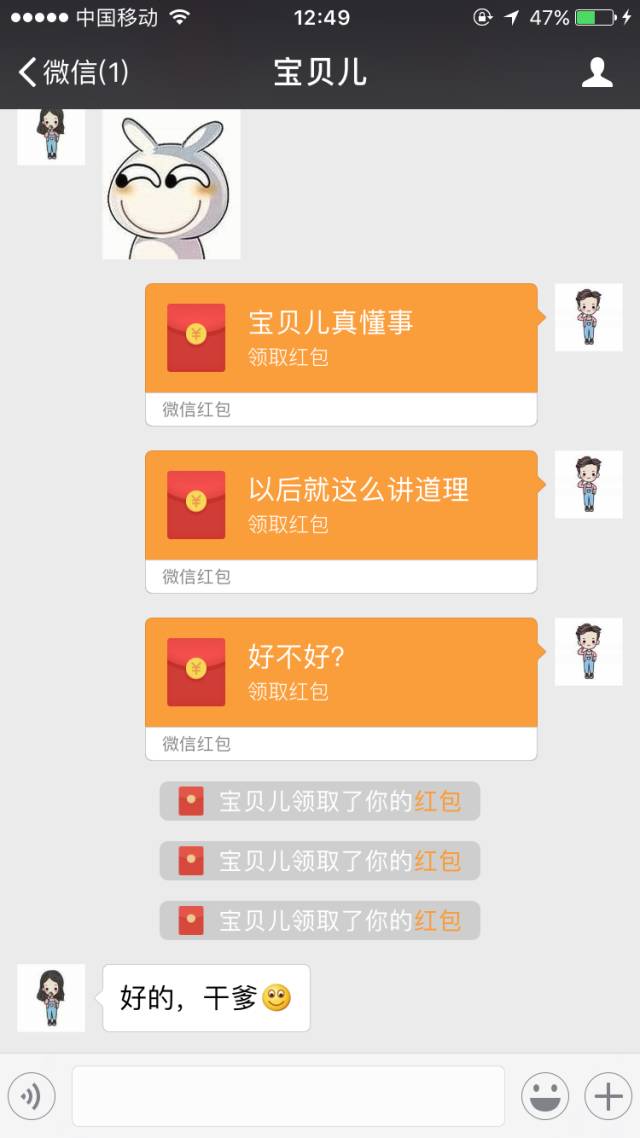 中国移动
12:49
47%
微信(1)
宝贝儿
宝贝儿真懂事
领取红包
微信红包
以后就这么讲道理
领取红包
微信红包
好不好?
领取红包
微信红包
宝贝儿领取了你的红包
宝贝儿领取了你的红包
宝贝儿领取了你的红包
好的，干爹